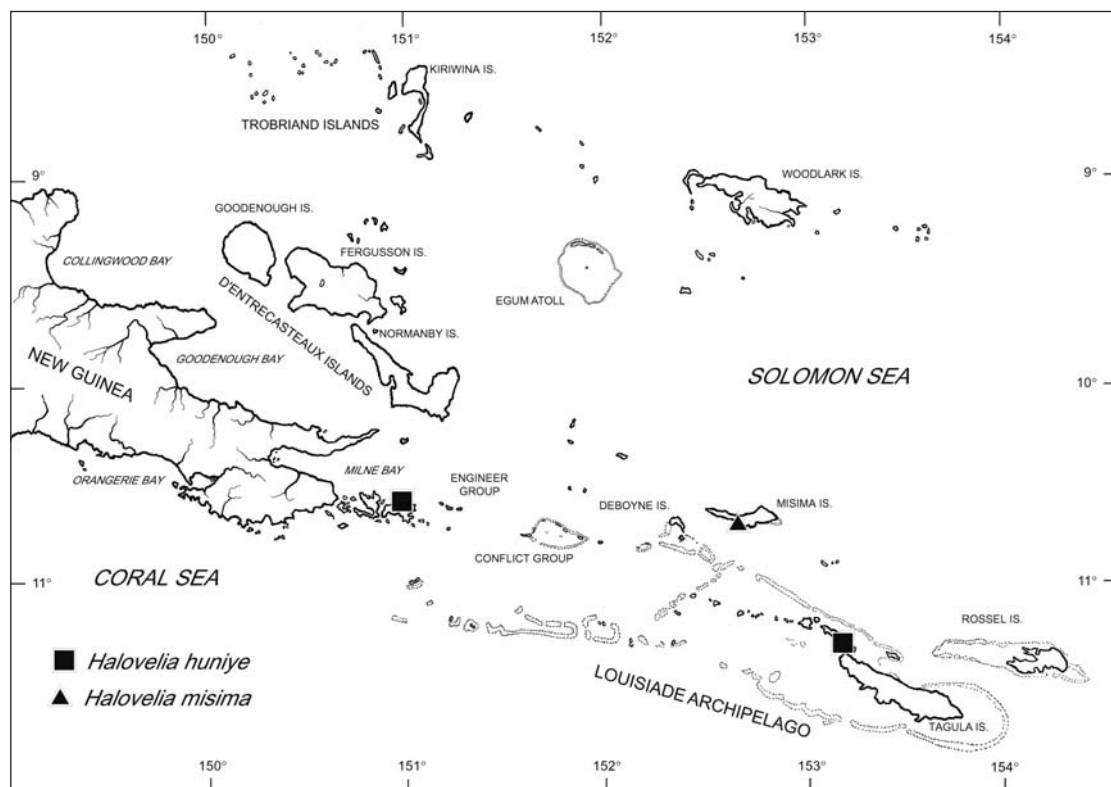 150°
151°
152°
153°
154°
KIRIWINA IS.
TROBRIAND ISLANDS
9°
WOODLARK IS.
9°
GOODENOUGH IS.
FERGUSSON IS.
COLLINGWOOD BAY
EGUM ATOLL
D'ENTRECASTEAUX ISLANDS
NORMANBY IS.
GOODENOUGH BAY
NEW GUINEA
SOLOMON SEA
10°
10°
MILNE BAY
ORANGERIE BAY
ENGINEER
GROUP
DEBOYNE IS.
MISIMA IS.
CONFLICT GROUP
CORAL SEA
11°
11°
ROSSEL IS.
LOUISIADE ARCHIPELAGO
TAGULA IS.
Halovelia huniye
Halovelia misima
150°
151°
152°
153°
154°